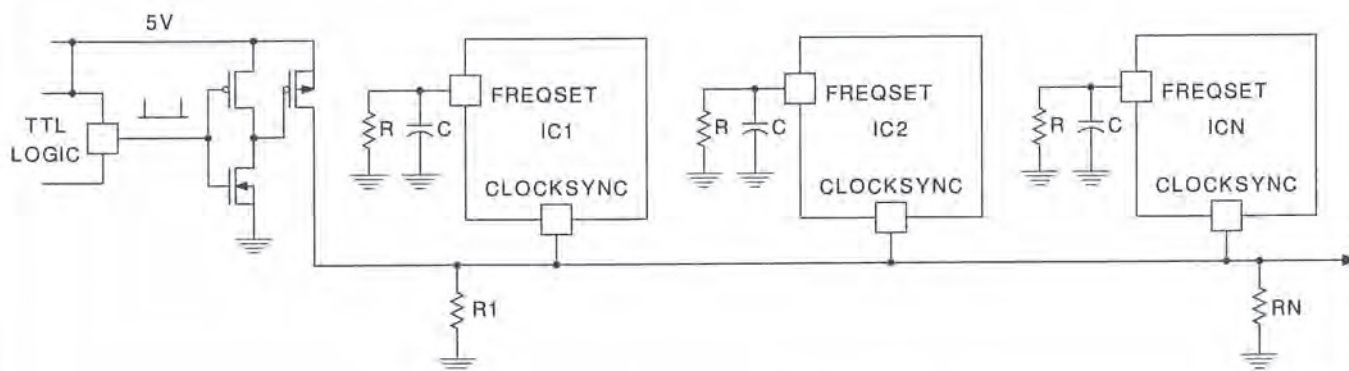 5V
TTL
LOGIC
R
C
FREQSET
IC1
CLOCKSYNC
R
C
FREQSET
IC2
CLOCKSYNC
R
C
FREQSET
ICN
CLOCKSYNC
R1
RN